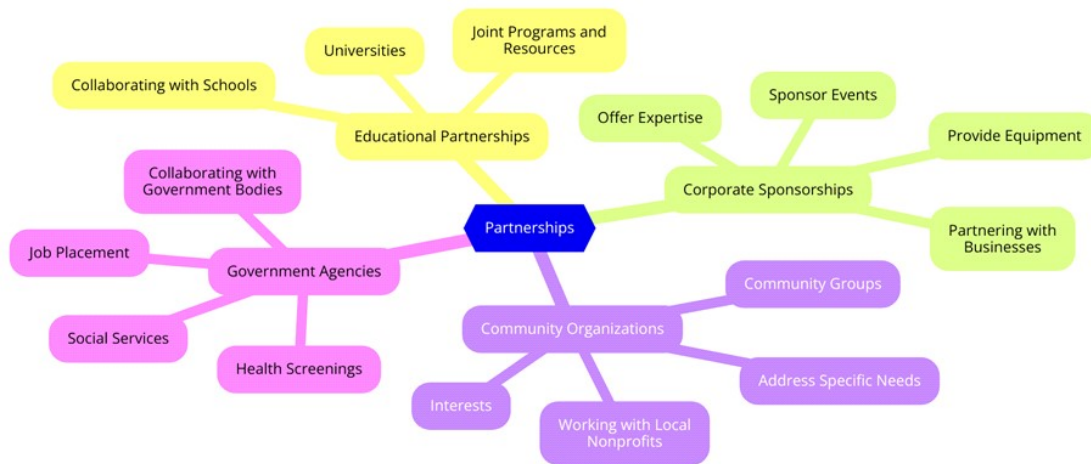 Joint Programs and
Resources
Universities
Collaborating with Schools
Educational Partnerships
Sponsor Events
Offer Expertise
Provide Equipment
Corporate Sponsorships
Partnering with
Businesses
Partnerships
Collaborating with
Government Bodies
Job Placement
Government Agencies
Social Services
Health Screenings
Community Groups
Community Organizations
Address Specific Needs
Interests
Working with Local
Nonprofits